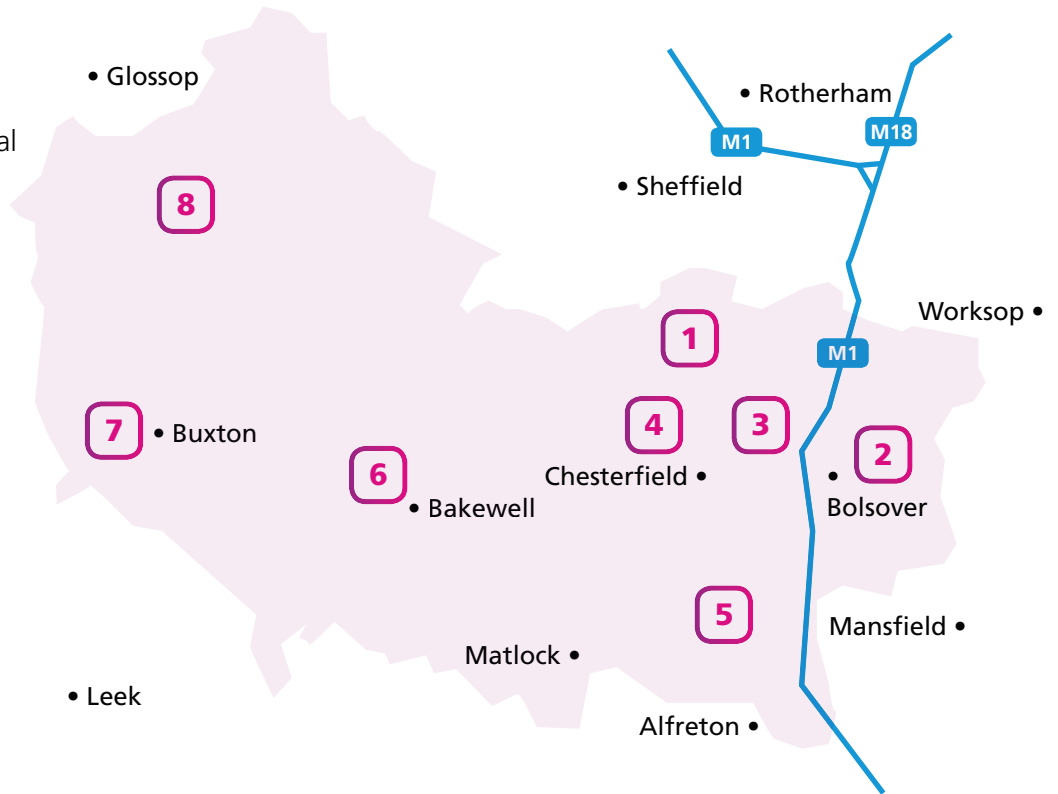 • Glossop
• Rotherham
M18
al
M1
• Sheffield
8
Worksop •
1
M1
4
3
7
• Buxton
2
6
Chesterfield •
• Bakewell
•
Bolsover
5
Mansfield •
Matlock •
• Leek
Alfreton •